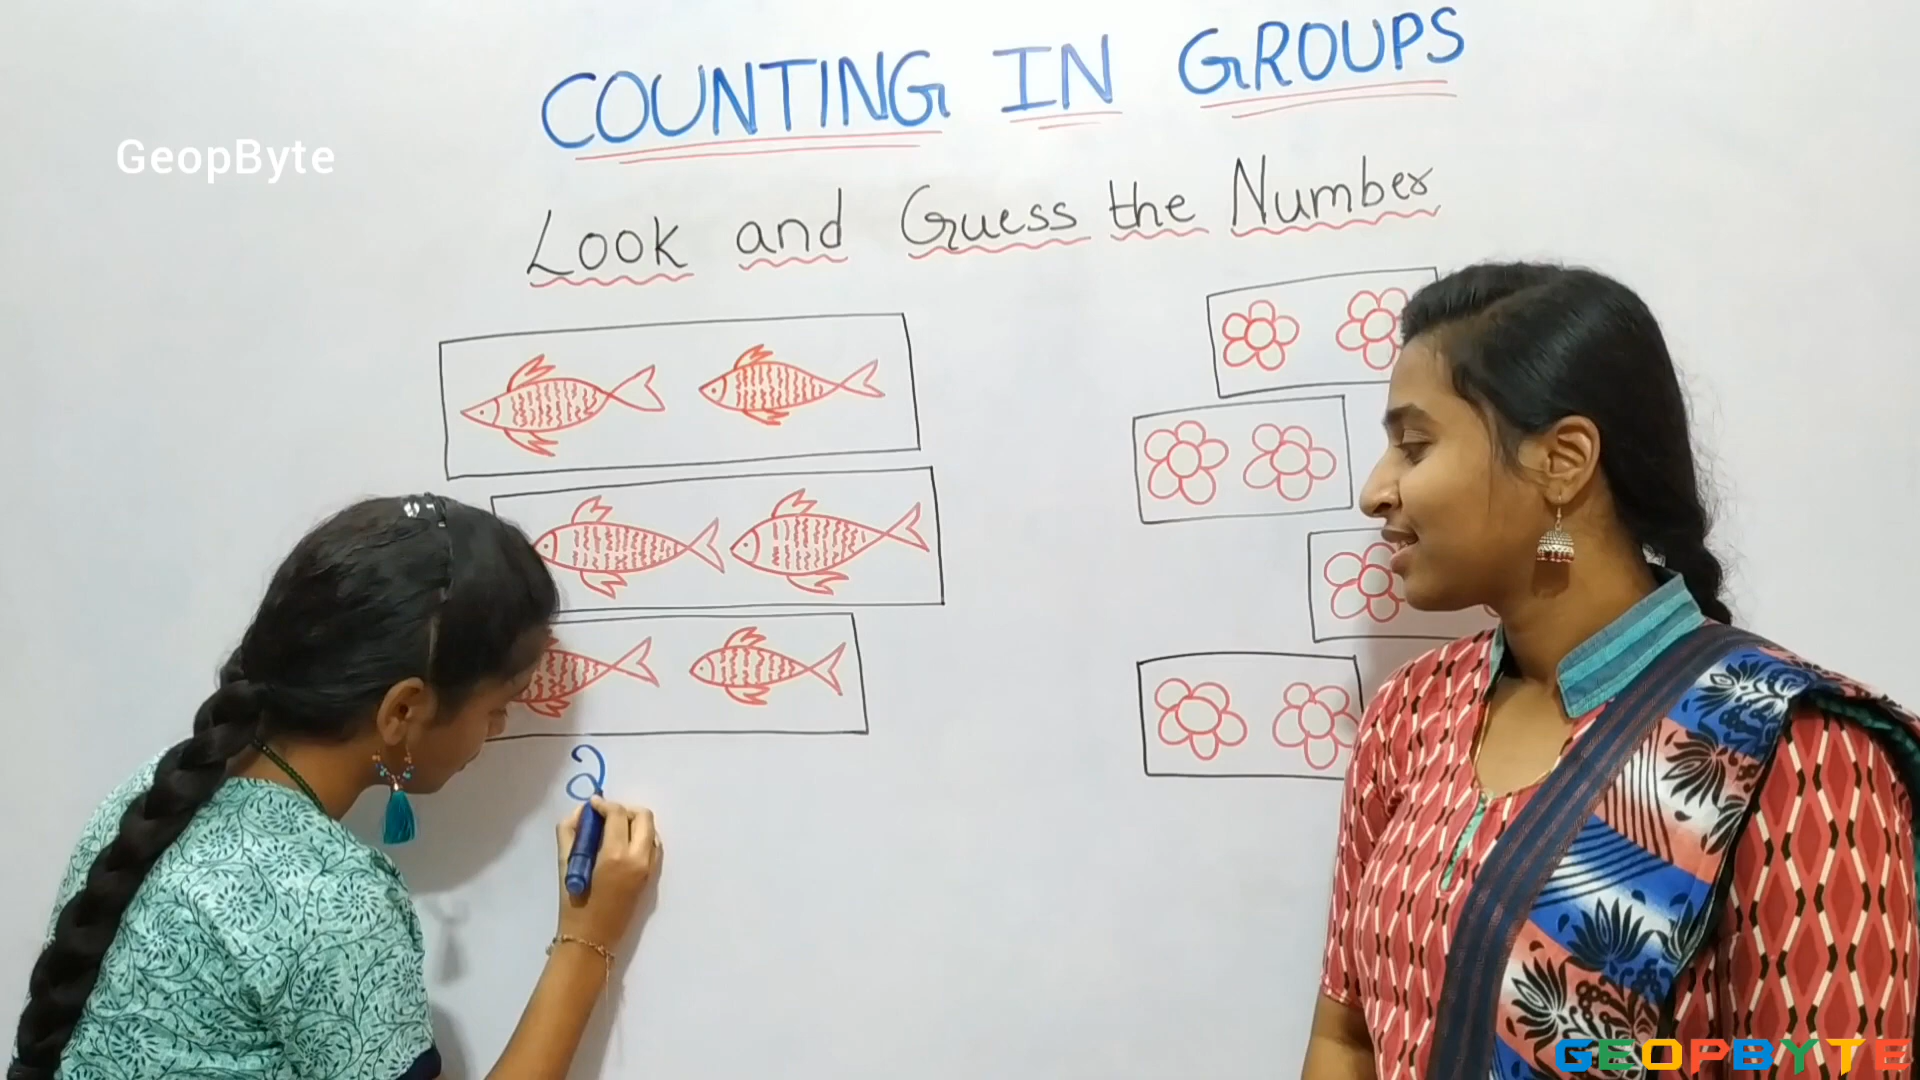 COUNTING IN GROUPS
GeopByte
Look and Guess the Number
2
GEOPBYTE